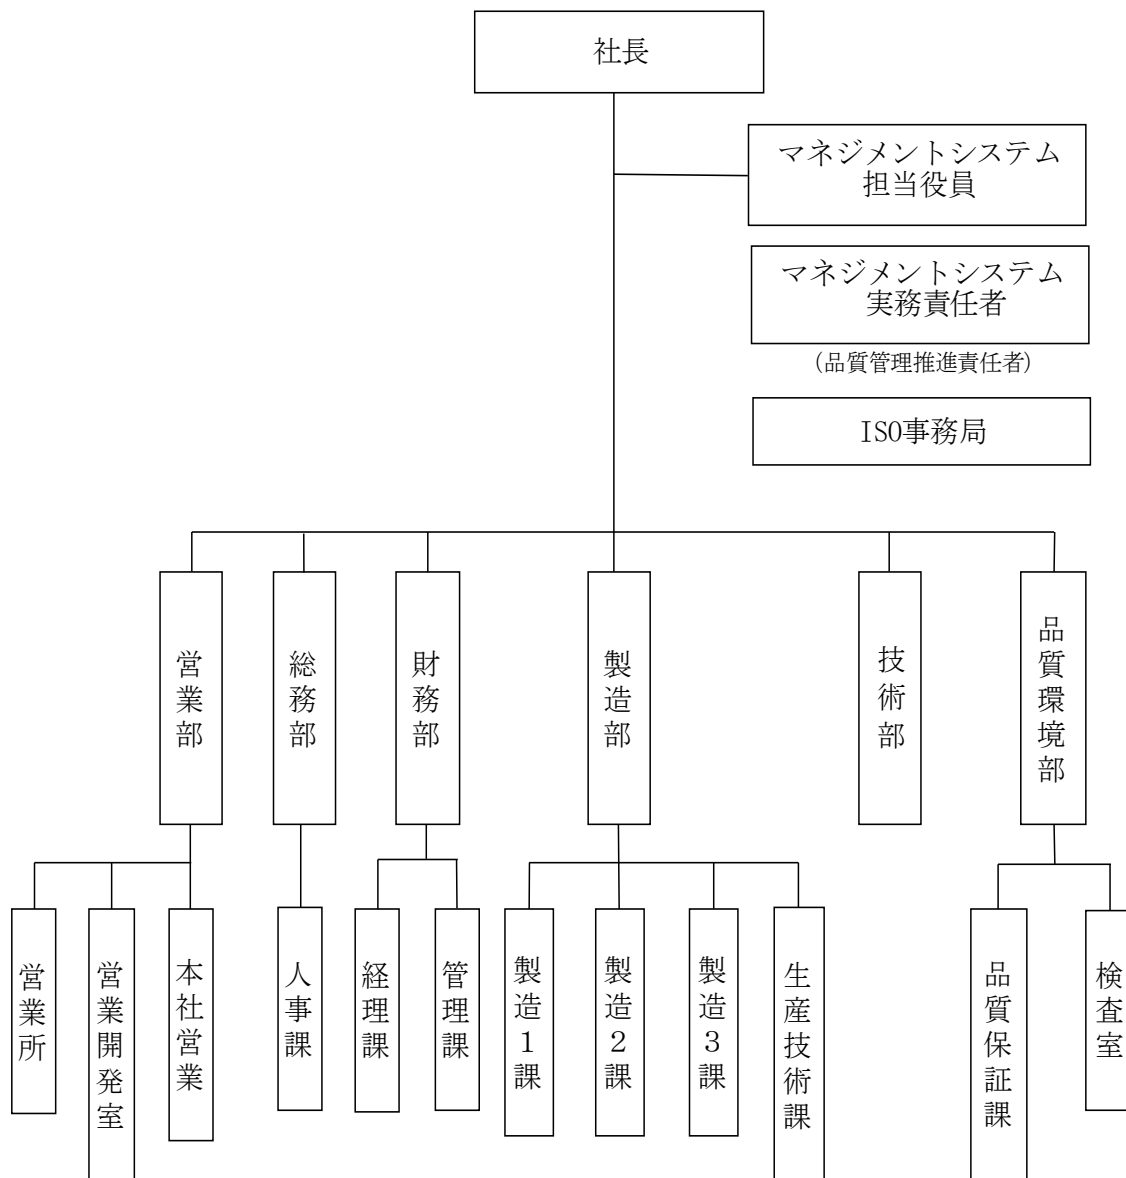 社長
マネジメントシステム
担当役員
マネジメントシステム
実務責任者
(品質管理推進責任者)
ISO事務局
営業部
総務部
財務部
製造部
技術部
品質環境部
営業所
営業開発室
本社営業
人事課
経理課
管理課
製造1課
製造2課
製造3課
生産技術課
品質保証課
検査室